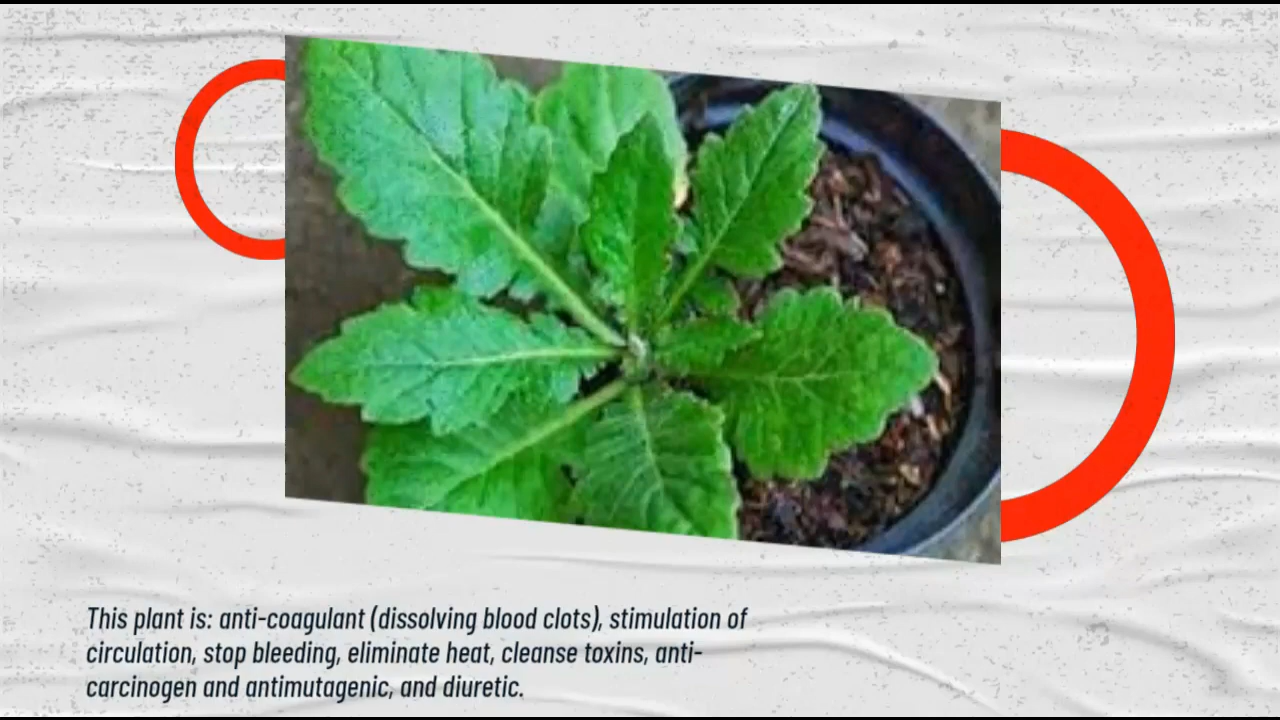 This plant is: anti-coagulant (dissolving blood clots), stimulation of
circulation, stop bleeding, eliminate heat, cleanse toxins, anti-
carcinogen and antimutagenic, and diuretic.